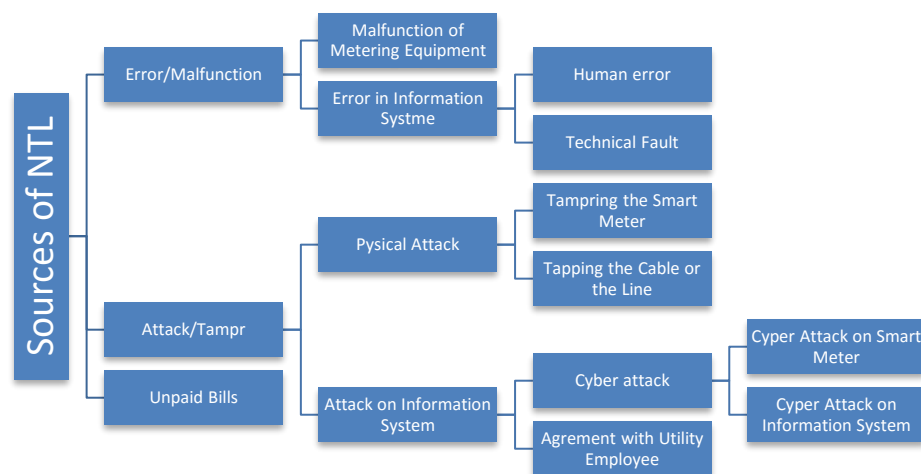 Sources of NTL
Error/Malfunction
Malfunction of
Metering Equipment
Error in Information
Systme
Human error
Technical Fault
Attack/Tampr
Pysical Attack
Tampring the Smart
Meter
Tapping the Cable or
the Line
Attack on Information
System
Cyber attack
Cyper Attack on Smart
Meter
Cyper Attack on
Information System
Agrement with Utility
Employee
Unpaid Bills